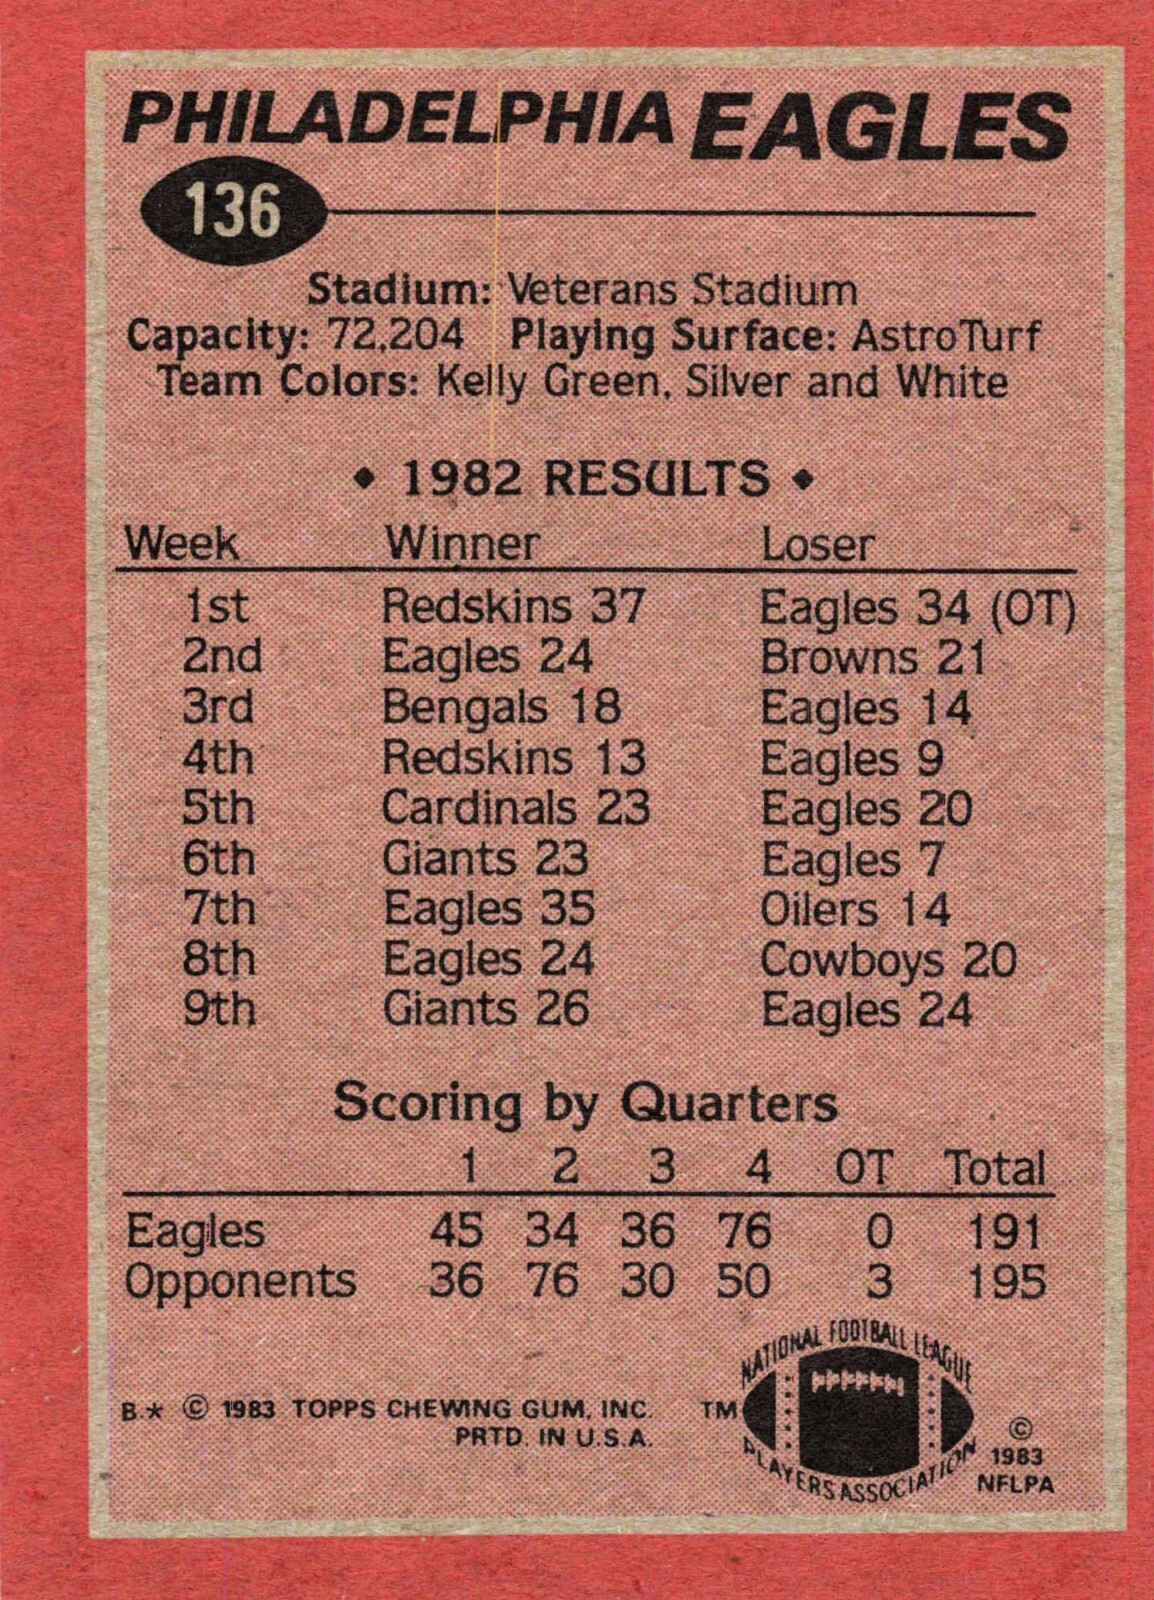 PHILADELPHIA EAGLES
136
Stadium: Veterans Stadium
Capacity: 72,204 Playing Surface: AstroTurf
Team Colors: Kelly Green, Silver and White
♦ 1982 RESULTS ♦
Week Winner Loser
1st Redskins 37 Eagles 34 (OT)
2nd Eagles 24 Browns 21
3rd Bengals 18 Eagles 14
4th Redskins 13 Eagles 9
5th Cardinals 23 Eagles 20
6th Giants 23 Eagles 7
7th Eagles 35 Oilers 14
8th Eagles 24 Cowboys 20
9th Giants 26 Eagles 24
Scoring by Quarters
1 2 3 4 OT Total
Eagles 45 34 36 76 0 191
Opponents 36 76 30 50 3 195
B.* © 1983 TOPPS CHEWING GUM, INC.
PRTD. IN U.S.A.
TM
NATIONAL FOOTBALL LEAGUE
PLAYERS ASSOCIATION
©
1983
NFLPA